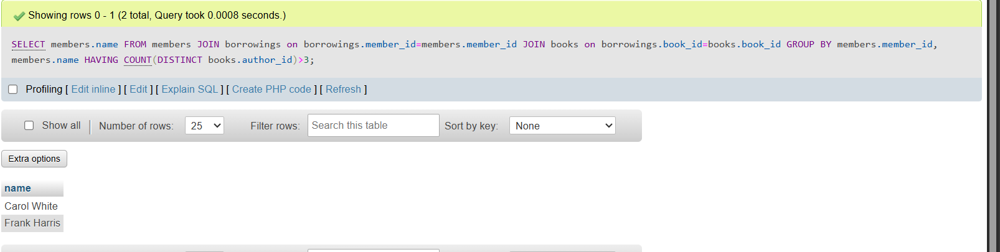 Showing rows 0 - 1 (2 total, Query took 0.0008 seconds.)
SELECT members.name FROM members JOIN borrowings on borrowings.member_id=members.member_id JOIN books on borrowings.book_id=books.book_id GROUP BY members.member_id,
members.name HAVING COUNT(DISTINCT books.author_id)>3;
Profiling [ Edit inline ] [ Edit ] [ Explain SQL ] [ Create PHP code ] [ Refresh ]
Show all Number of rows: 25 Filter rows: Search this table Sort by key: None
Extra options
name
Carol White
Frank Harris